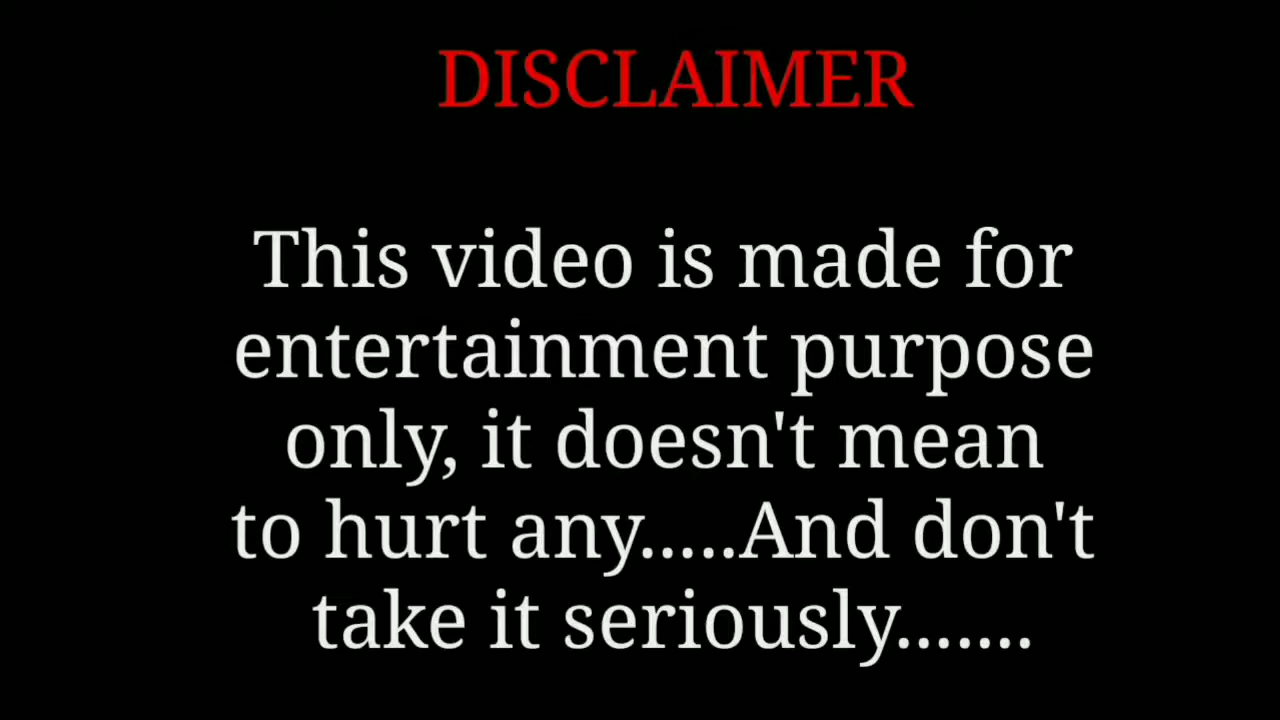 DISCLAIMER
This video is made for
entertainment purpose
only, it doesn't mean
to hurt any.....And don't
take it seriously.......